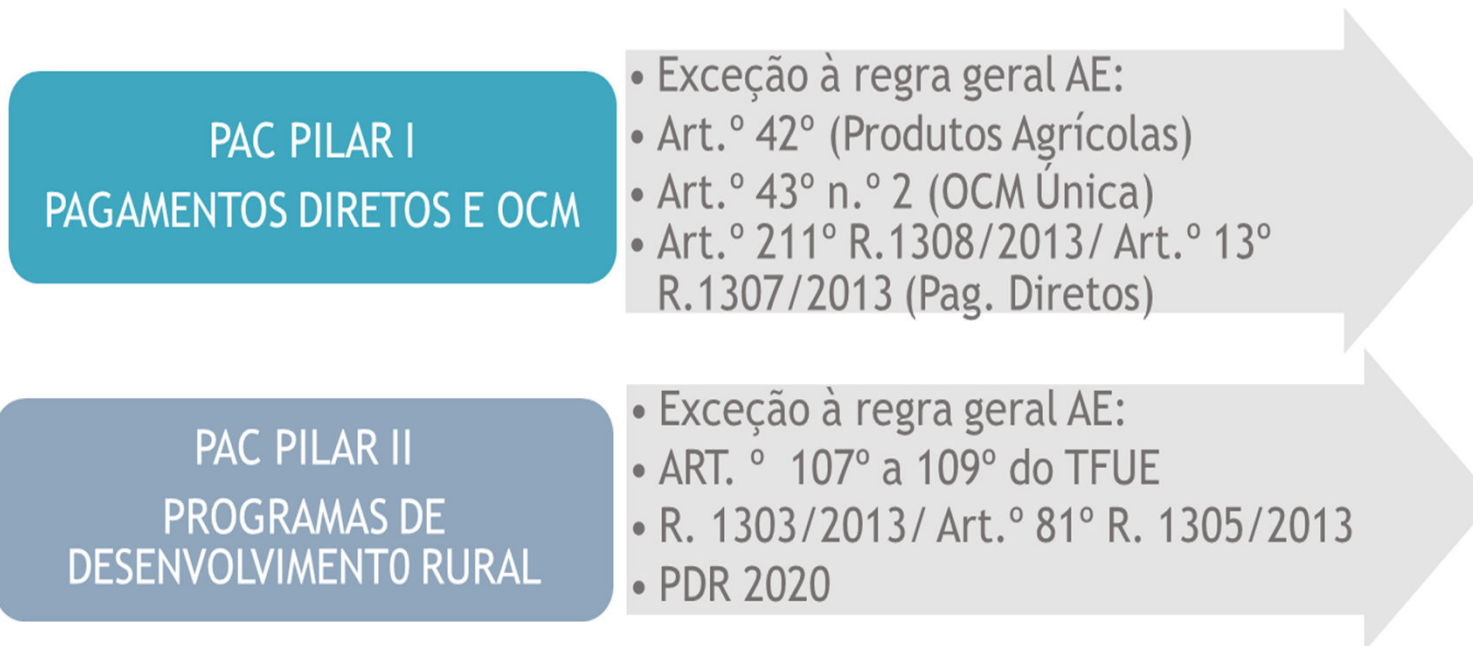 PAC PILAR I
PAGAMENTOS DIRETOS E OCM
• Exceção à regra geral AE:
• Art.º 42º (Produtos Agrícolas)
• Art.º 43º n.º 2 (OCM Única)
• Art.º 211º R.1308/2013/ Art.º 13º
R.1307/2013 (Pag. Diretos)
PAC PILAR II
PROGRAMAS DE
DESENVOLVIMENT0 RURAL
• Exceção à regra geral AE:
• ART. º 107º a 109º do TFUE
• R. 1303/2013/ Art.º 81º R. 1305/2013
• PDR 2020